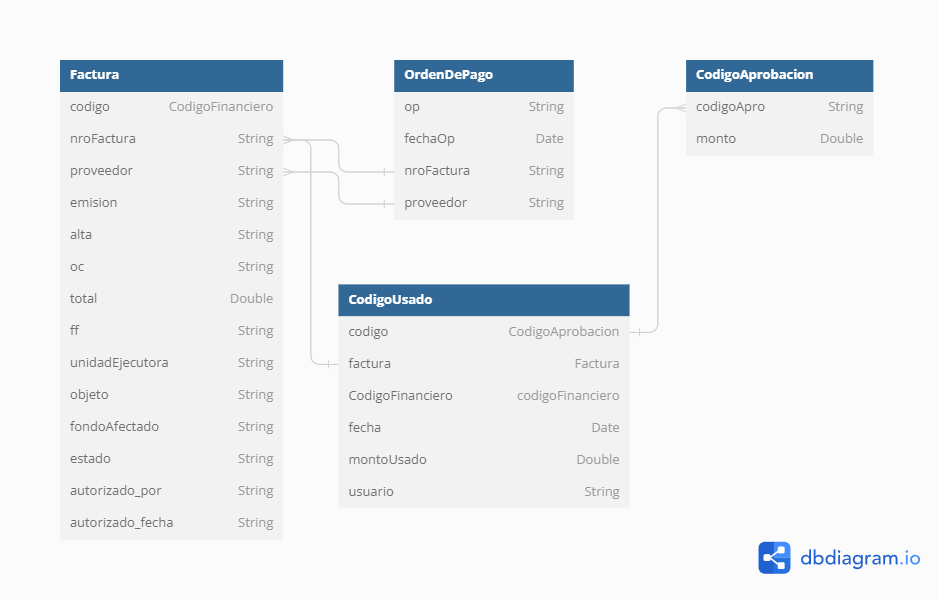 Factura
codigo CodigoFinanciero
nroFactura String
proveedor String
emision String
alta String
oc String
total Double
ff String
unidadEjecutora String
objeto String
fondoAfectado String
estado String
autorizado_por String
autorizado_fecha String
OrdenDePago
op String
fechaOp Date
nroFactura String
proveedor String
CodigoAprobacion
codigoApro String
monto Double
CodigoUsado
codigo CodigoAprobacion
factura Factura
CodigoFinanciero codigoFinanciero
fecha Date
montoUsado Double
usuario String
dbdiagram.io